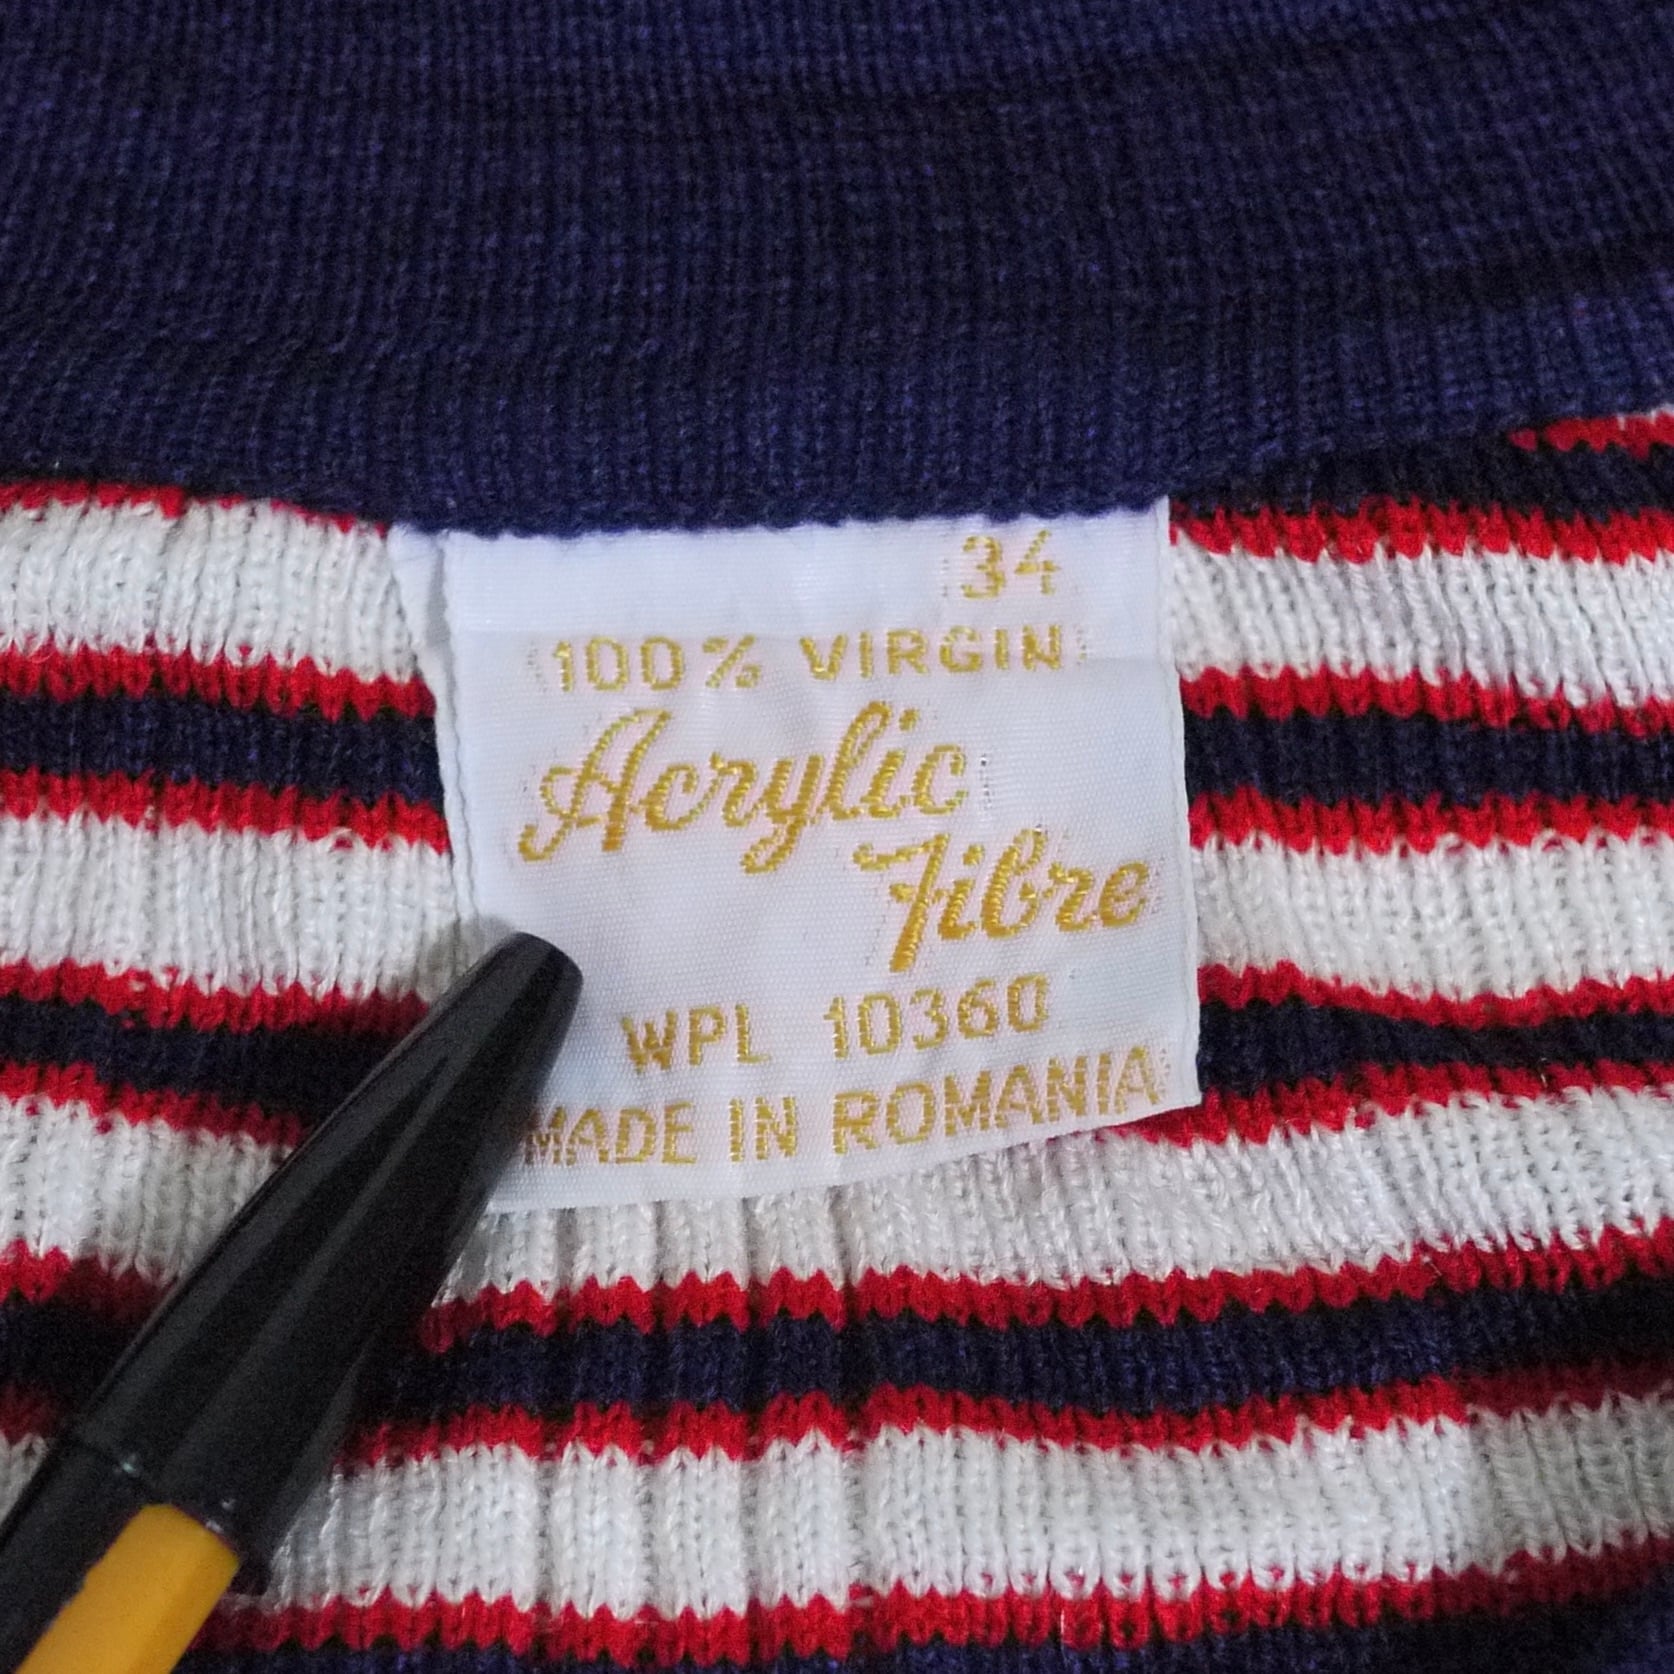 34
100% VIRGIN
Acrylic
Fibre
WPL 10360
MADE IN ROMANIA